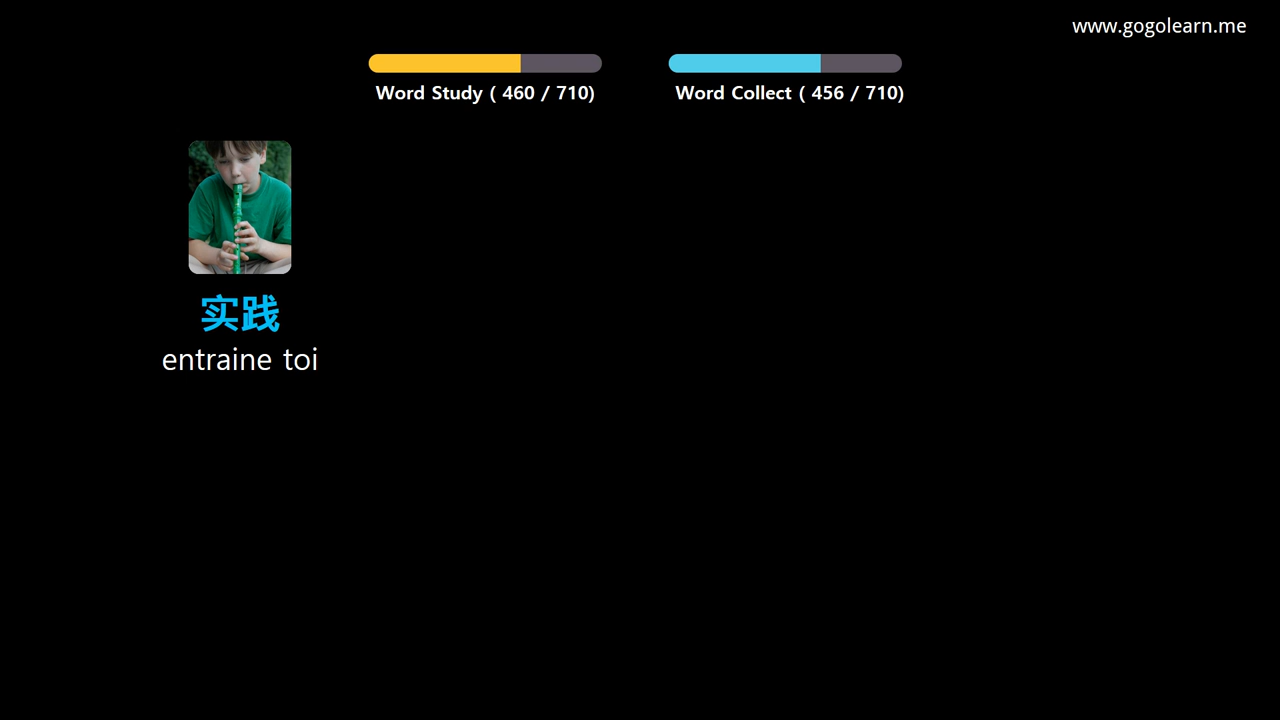 www.gogolearn.me
Word Study ( 460 / 710)
Word Collect ( 456 / 710)
实践
entraine toi